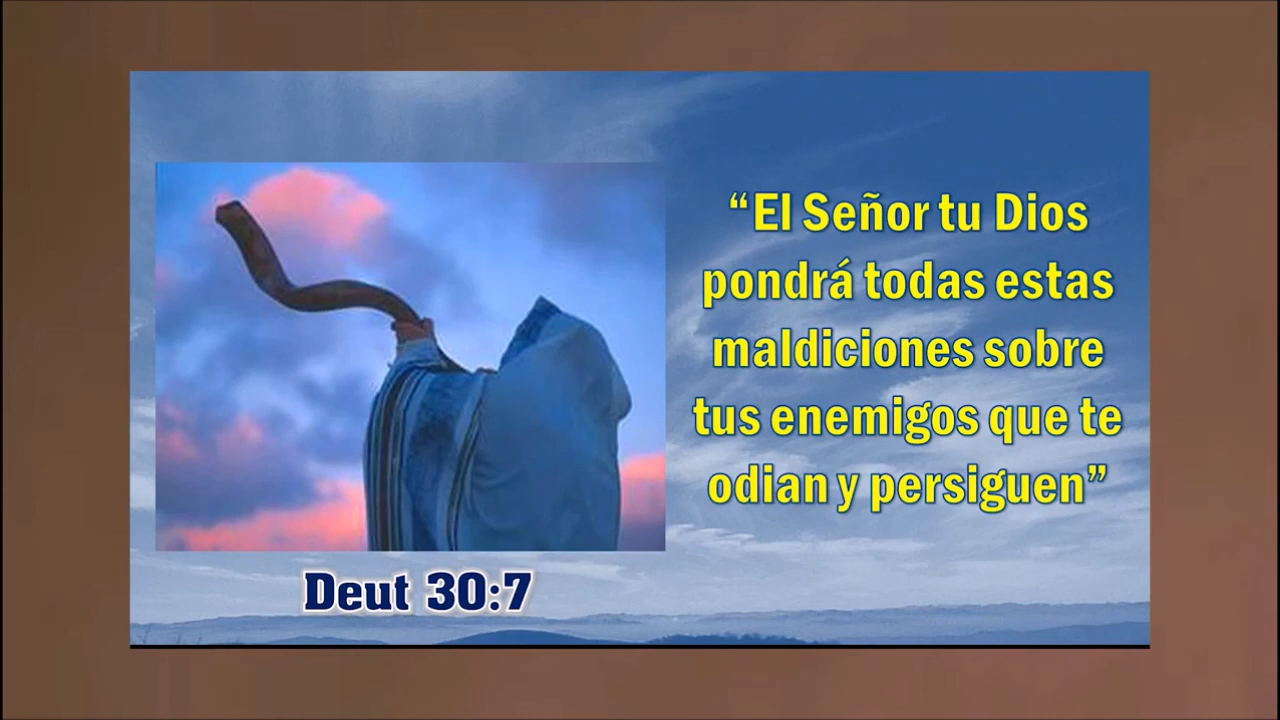 “El Señor tu Dios
pondrá todas estas
maldiciones sobre
tus enemigos que te
odian y persiguen”
Deut 30:7